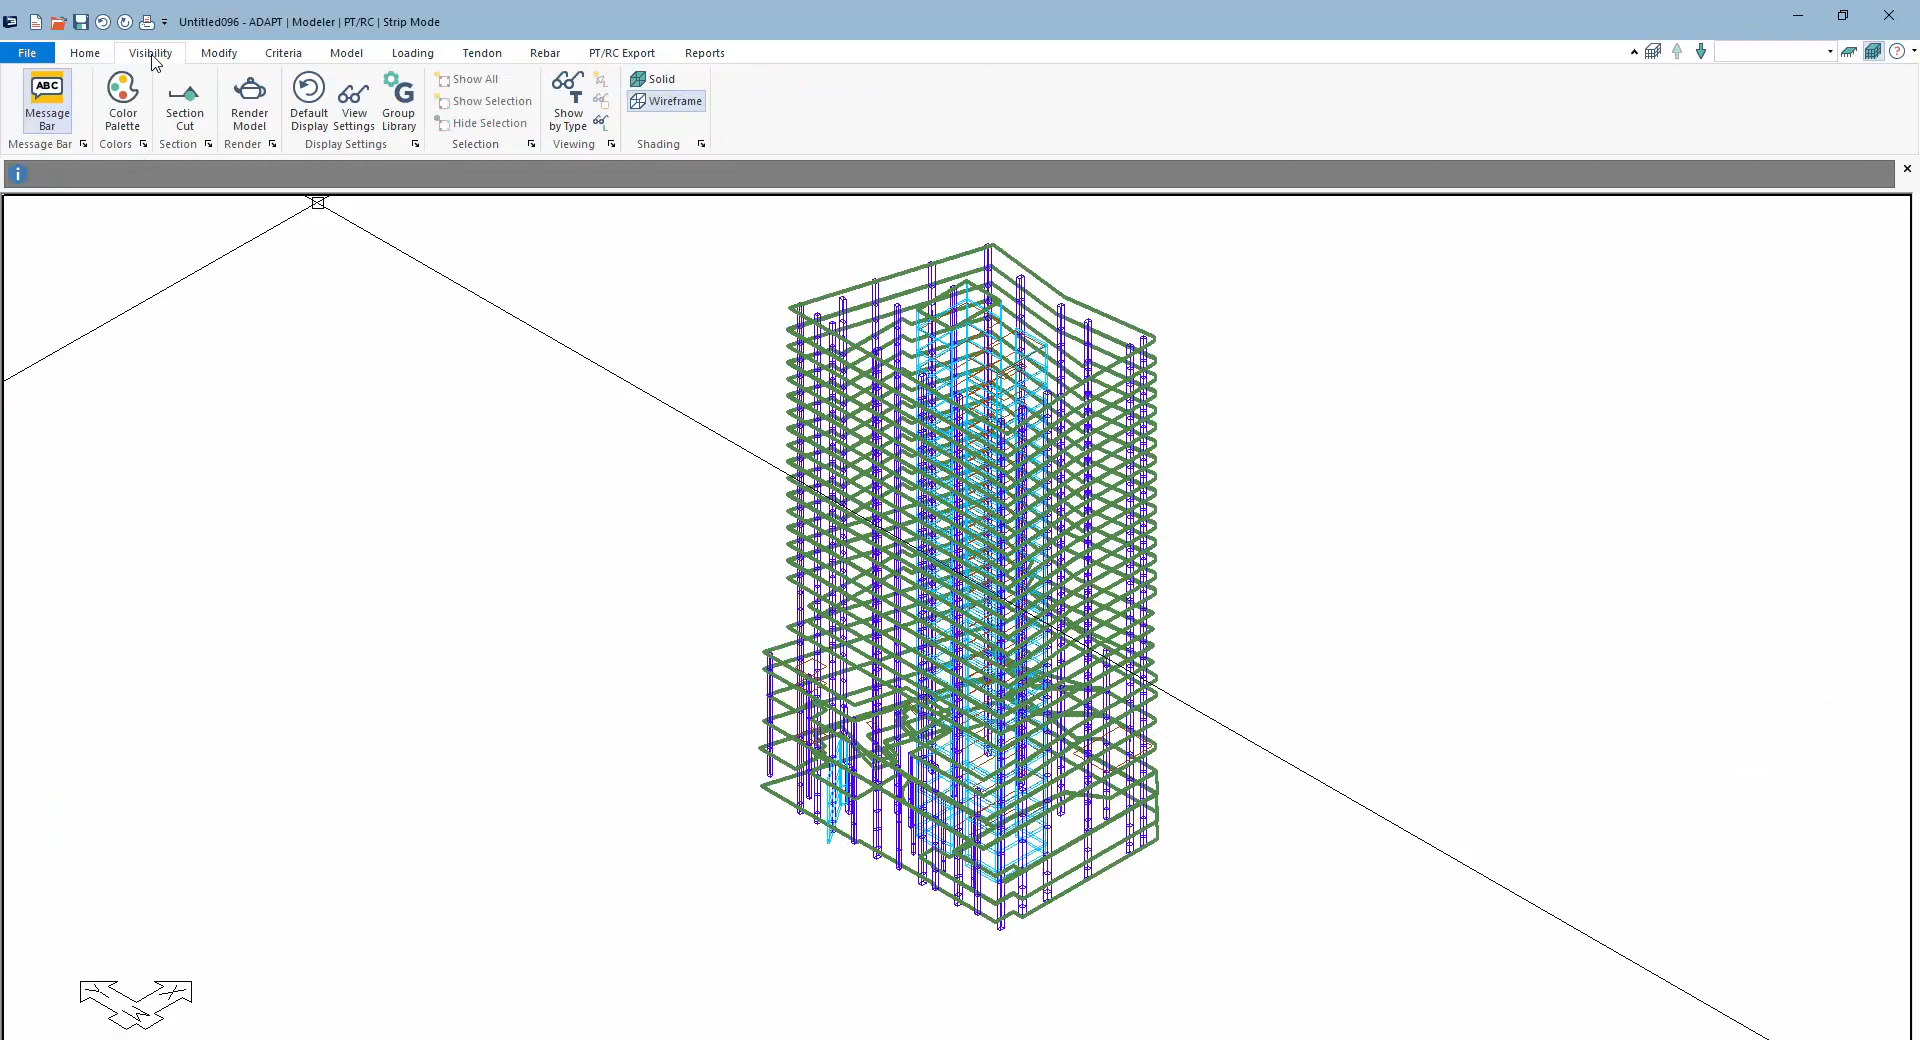 Untitled096 - ADAPT | Modeler | PT/RC | Strip Mode
File Home Visibility Modify Criteria Model Loading Tendon Rebar PT/RC Export Reports
ABC
Message Bar
Color Palette
Section Cut
Render Model
Default Display
View Settings
Group Library
Show All
Show Selection
Hide Selection
Show by Type
Solid
Wireframe
Message Bar Colors Section Render Display Settings Selection Viewing Shading